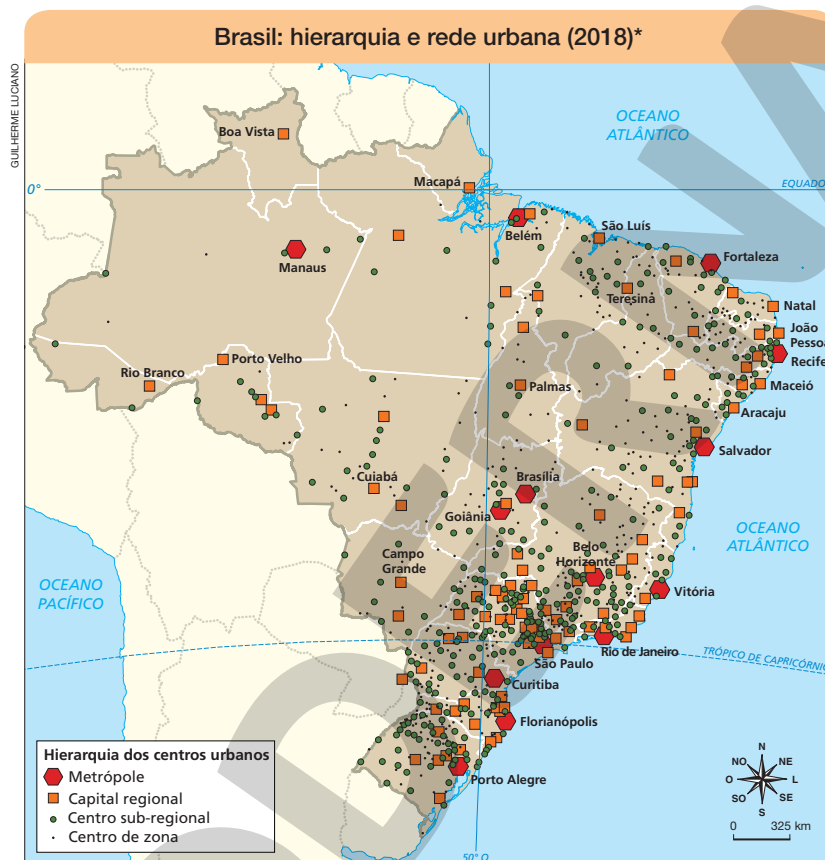 Brasil: hierarquia e rede urbana (2018)*
GUILHERME LUCIANO
OCEANO
ATLÂNTICO
Boa Vista
Macapá
0°
EQUADO
Belém
São Luís
Fortaleza
Manaus
Teresina
Natal
João
Pessoa
Recife
Porto Velho
Rio Branco
Palmas
Maceió
Aracaju
Salvador
Cuiabá
Brasília
Goiânia
OCEANO
ATLÂNTICO
Belo
Horizonte
Campo
Grande
OCEANO
PACÍFICO
Vitória
São Paulo
Rio de Janeiro
TRÓPICO DE CAPRICÓRNIO
Curitiba
Florianópolis
Porto Alegre
Hierarquia dos centros urbanos
Metrópole
Capital regional
Centro sub-regional
Centro de zona
N
NO
NE
O
L
SO
SE
S
0 325 km
50° O